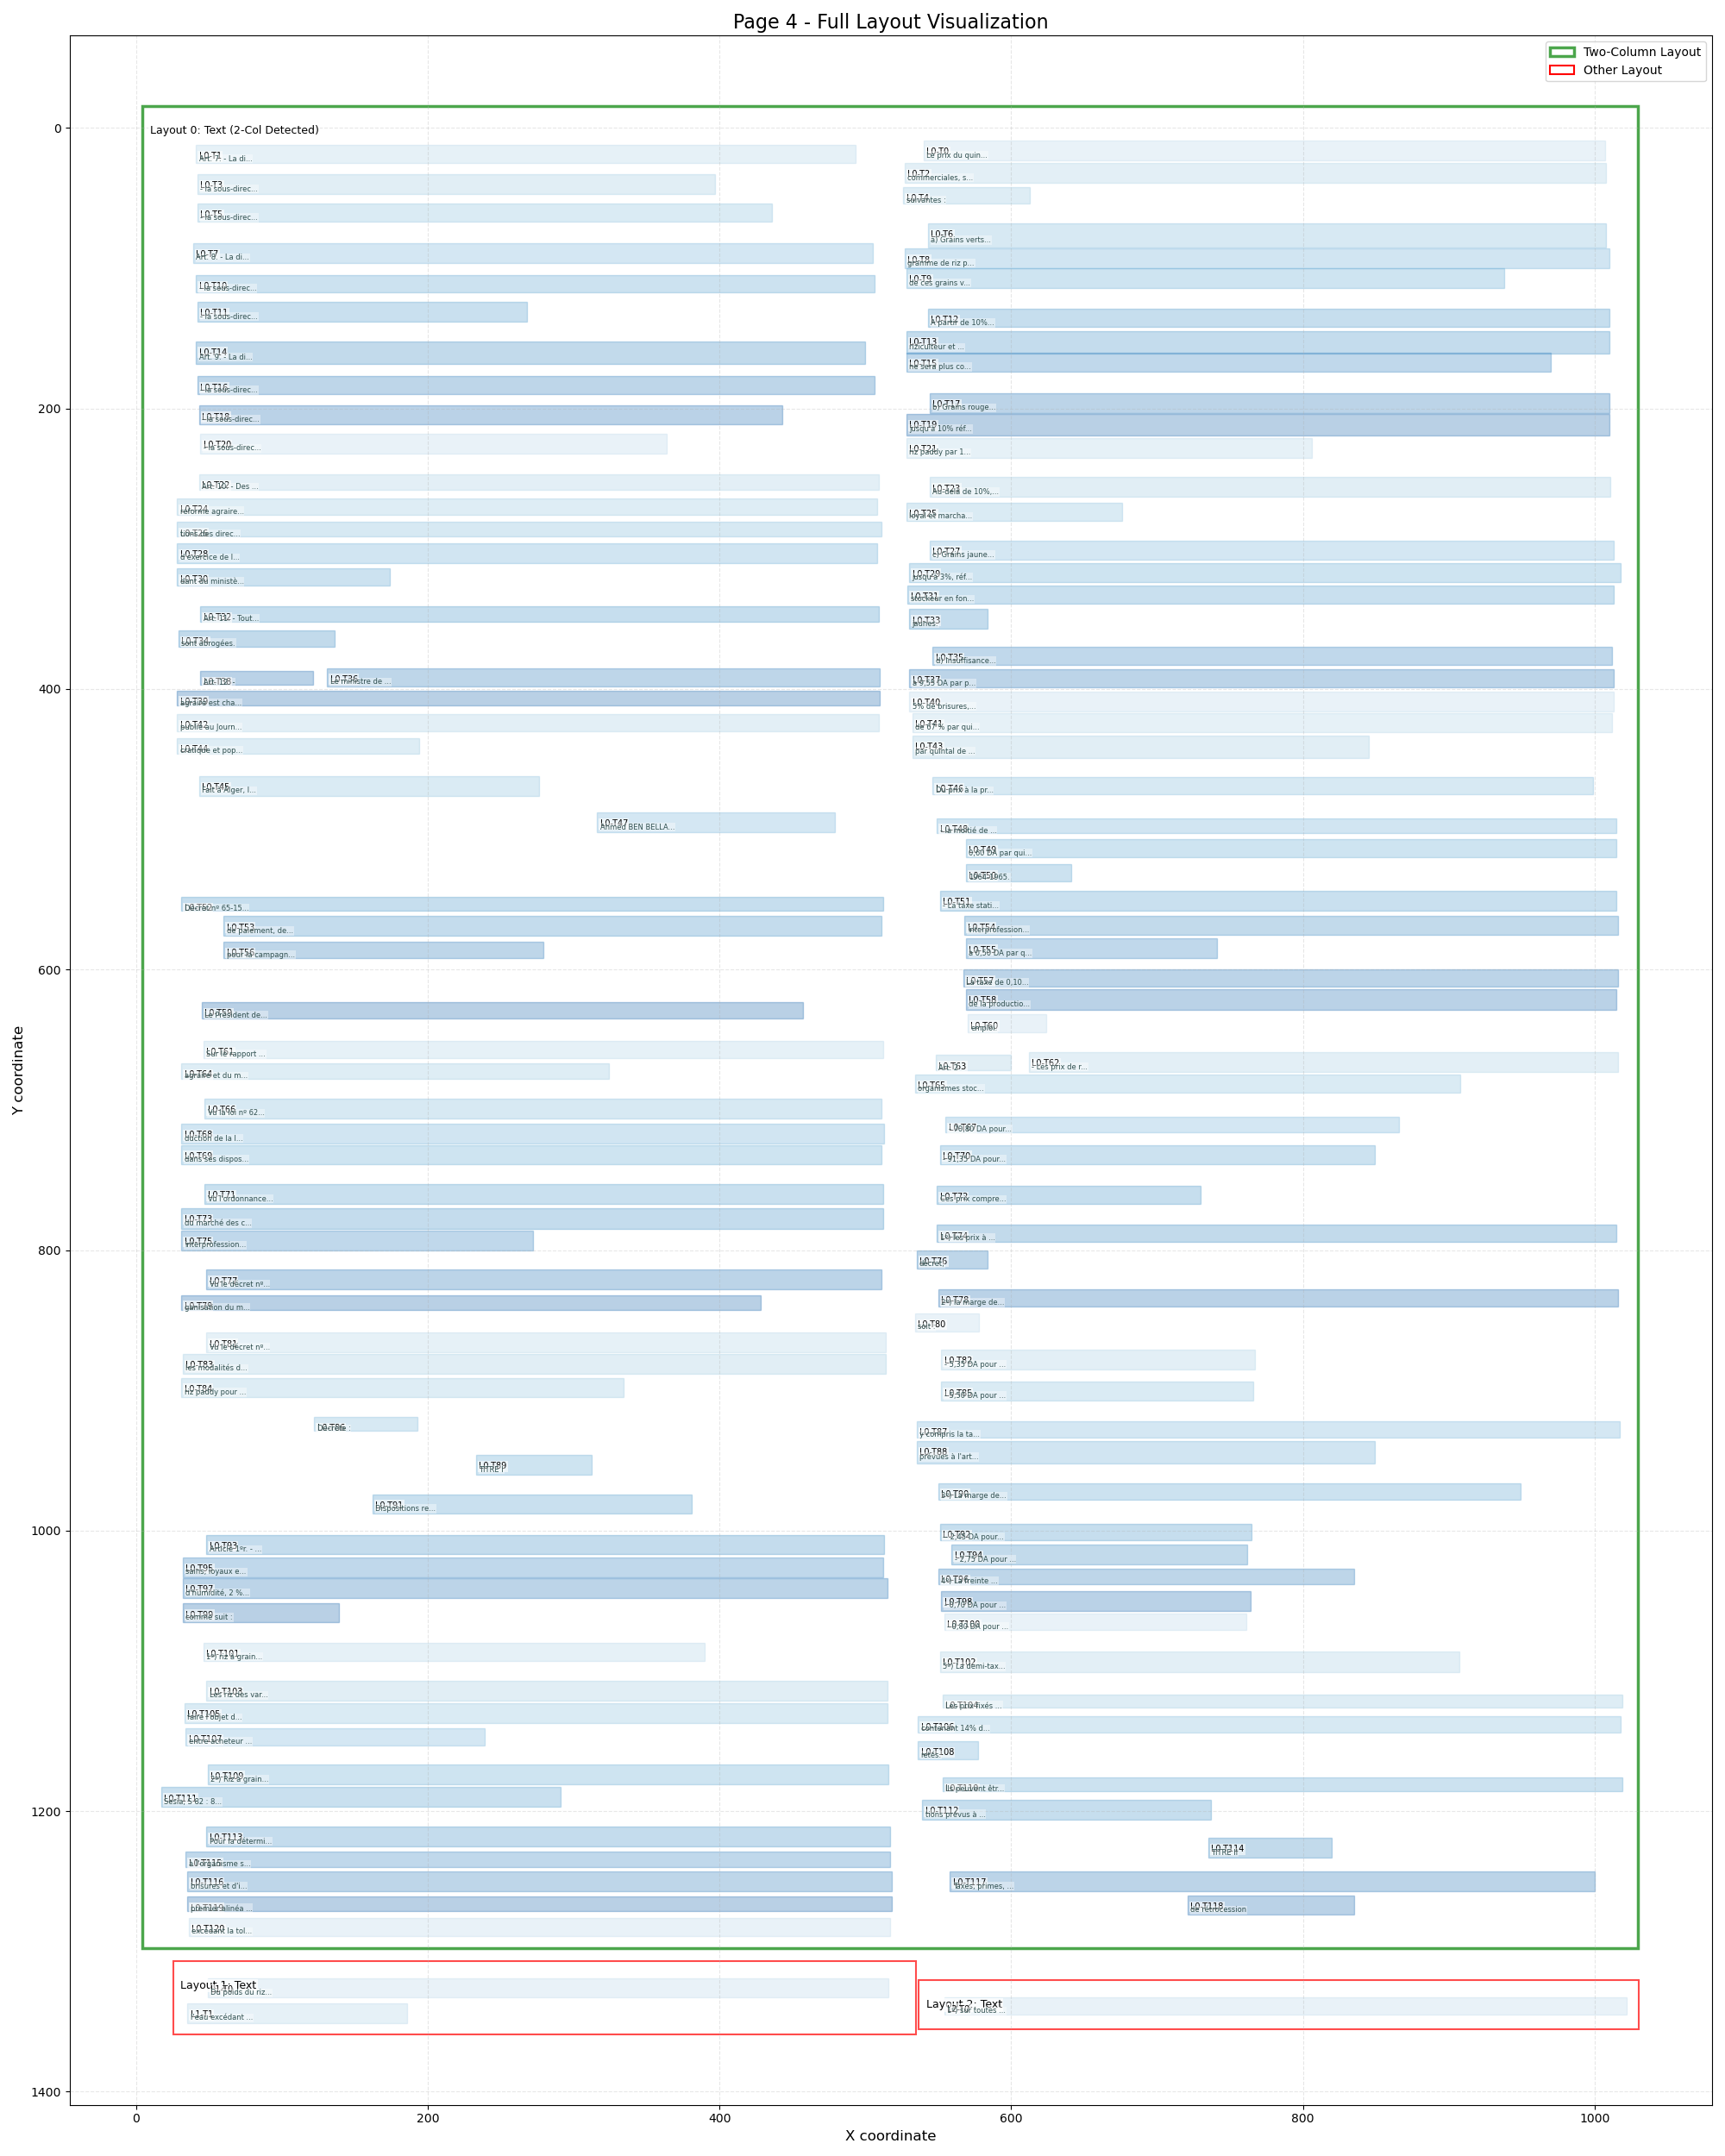 Page 4 - Full Layout Visualization
Two-Column Layout
Other Layout
Layout 0: Text (2-Col Detected)
L0-T1
Art. 7. - La di...
L0-T3
- la sous-direc...
L0-T5
- la sous-direc...
L0-T7
Art. 8. - La di...
L0-T10
- la sous-direc...
L0-T11
- la sous-direc...
L0-T14
Art. 9. - La di...
L0-T16
- la sous-direc...
L0-T18
- la sous-direc...
L0-T20
- la sous-direc...
L0-T22
Art. 10. - Des ...
L0-T24
réforme agraire...
L0-T26
tions des direc...
L0-T28
d'exercice de l...
L0-T30
dant du ministè...
L0-T32
Art. 11. - Tout...
L0-T34
sont abrogées.
L0-T38
Art. 12. -
L0-T36
Le ministre de ...
L0-T39
agraire est cha...
L0-T42
publié au Journ...
L0-T44
cratique et pop...
L0-T45
Fait à Alger, l...
L0-T47
Ahmed BEN BELLA...
L0-T52
Décret nº 65-15...
L0-T53
de paiement, de...
L0-T56
pour la campagn...
L0-T59
Le Président de...
L0-T61
Sur le rapport ...
L0-T64
agraire et du m...
L0-T66
Vu la loi nº 62...
L0-T68
duction de la l...
L0-T69
dans ses dispos...
L0-T71
Vu l'ordonnance...
L0-T73
du marché des c...
L0-T75
interprofession...
L0-T77
Vu le décret nº...
L0-T79
ganisation du m...
L0-T81
Vu le décret nº...
L0-T83
les modalités d...
L0-T84
riz paddy pour ...
L0-T86
Décrète :
L0-T89
TITRE I
L0-T91
Dispositions re...
L0-T93
Article 1ºr. - ...
L0-T95
sains, loyaux e...
L0-T97
d'humidité, 2 %...
L0-T99
comme suit :
L0-T101
1º) riz à grain...
L0-T103
Les riz des var...
L0-T105
faire l'objet d...
L0-T107
entre acheteur ...
L0-T109
2º) Riz à grain...
L0-T111
Sesia, S 82 : 8...
L0-T113
Pour la détermi...
L0-T115
à l'organisme s...
L0-T116
brisures et d'i...
L0-T119
premier alinéa ...
L0-T120
excédant la tol...
L0-T0
Le prix du quin...
L0-T2
commerciales, s...
L0-T4
suivantes :
L0-T6
a) Grains verts...
L0-T8
gramme de riz p...
L0-T9
de ces grains v...
L0-T12
A partir de 10%...
L0-T13
riziculteur et ...
L0-T15
ne sera plus co...
L0-T17
b) Grains rouge...
L0-T19
jusqu'à 10% réf...
L0-T21
riz paddy par 1...
L0-T23
Au-delà de 10%,...
L0-T25
loyal et marcha...
L0-T27
c) Grains jaune...
L0-T29
jusqu'à 3%, réf...
L0-T31
stockeur en fon...
L0-T33
jaunes.
L0-T35
d) Insuffisance...
L0-T37
à 9,55 DA par p...
L0-T40
5% de brisures,...
L0-T41
de 67 % par qui...
L0-T43
par quintal de ...
L0-T46
Du prix à la pr...
L0-T48
- la moitié de ...
L0-T49
0,60 DA par qui...
L0-T50
1964-1965.
L0-T51
- La taxe stati...
L0-T54
interprofession...
L0-T55
à 0,50 DA par q...
L0-T57
La taxe de 0,10...
L0-T58
de la productio...
L0-T60
emploi.
L0-T63
Art. 2.
L0-T62
- Les prix de r...
L0-T65
organismes stoc...
L0-T67
- 76,80 DA pour...
L0-T70
- 91,35 DA pour...
L0-T72
Ces prix compre...
L0-T74
1º) les prix à ...
L0-T76
décret,
L0-T78
2º) la marge de...
L0-T80
suit :
L0-T82
- 5,35 DA pour ...
L0-T85
- 5,50 DA pour ...
L0-T87
y compris la ta...
L0-T88
prévues à l'art...
L0-T90
3º) La marge de...
L0-T92
- 2,45 DA pour...
L0-T94
- 2,75 DA pour ...
L0-T96
4º) La freinte ...
L0-T98
- 0,70 DA pour ...
L0-T100
- 0,80 DA pour ...
L0-T102
5º) La demi-tax...
L0-T104
Les prix fixés ...
L0-T106
contenant 14% d...
L0-T108
retés.
L0-T110
Ils peuvent êtr...
L0-T112
tions prévus à ...
L0-T114
TITRE II
L0-T117
Taxes, primes, ...
L0-T118
de rétrocession
Layout 1: Text
L1-T0
Du poids du riz...
L1-T1
l'eau excédant ...
Layout 2: Text
L2-T0
1º) sur toutes ...
Y coordinate
0
200
400
600
800
1000
1200
1400
0
200
400
600
800
1000
X coordinate